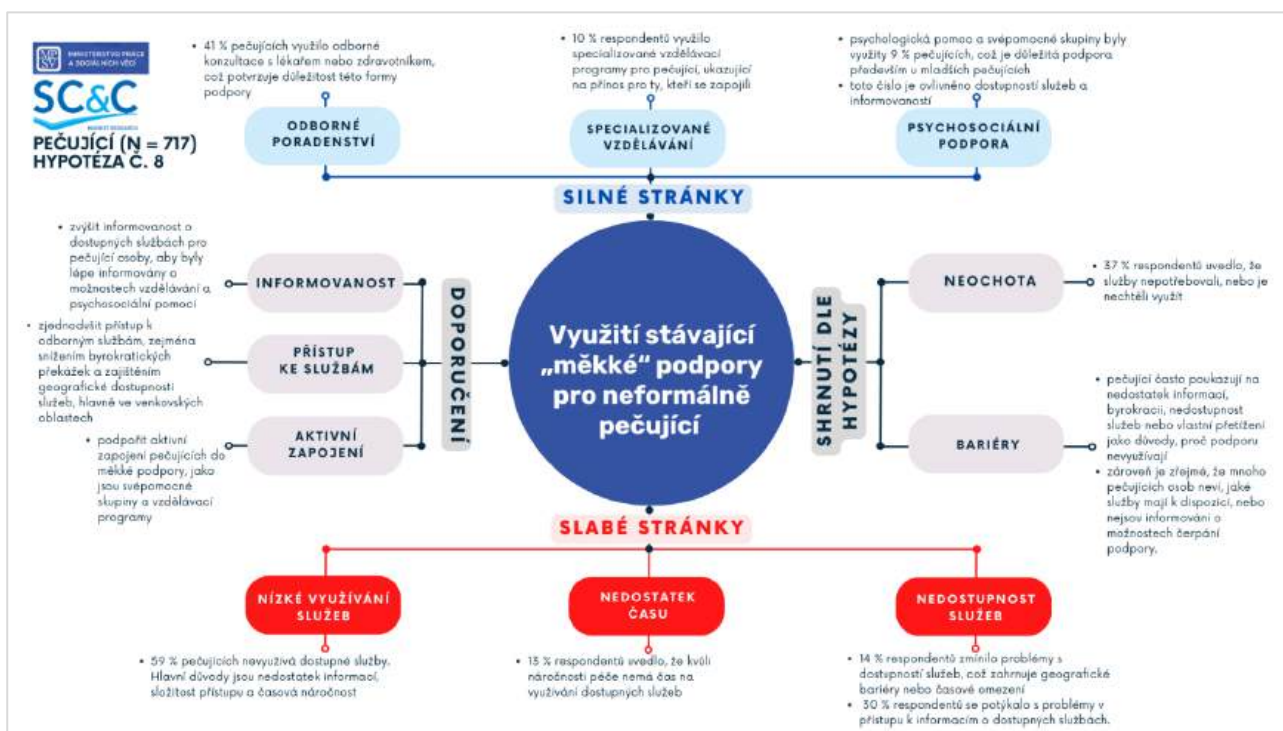 MINISTERSTVO PRÁCE
A SOCIÁLNÍCH VĚCÍ
SC&C
MARKET RESEARCH
PEČUJÍCÍ (N = 717)
HYPOTÉZA Č. 8
• 41 % pečujících využilo odborné
konzultace s lékařem nebo zdravotníkem,
což potvrzuje důležitost této formy
podpory
• 10 % respondentů využilo
specializované vzdělávací
programy pro pečující, ukazující
na přínos pro ty, kteří se zapojili
• psychologická pomoc a svépomocné skupiny byly
využity 9 % pečujících, což je důležitá podpora
především u mladších pečujících
• toto číslo je ovlivněno dostupností služeb a
informovaností
ODBORNÉ
PORADENSTVÍ
SPECIALIZOVANÉ
VZDĚLÁVÁNÍ
PSYCHOSOCIÁLNÍ
PODPORA
SILNÉ STRÁNKY
• zvýšit informovanost o
dostupných službách pro
pečující osoby, aby byly
lépe informovány o
možnostech vzdělávání a
psychosociální pomoci
INFORMOVANOST
• zjednodušit přístup k
odborným službám, zejména
snížením byrokratických
překážek a zajištěním
geografické dostupnosti
služeb, hlavně ve venkovských
oblastech
PŘÍSTUP
KE SLUŽBÁM
• podpořit aktivní
zapojení pečujících do
měkké podpory, jako
jsou svépomocné
skupiny a vzdělávací
programy
AKTIVNÍ
ZAPOJENÍ
DOPORUČENÍ
Využití stávající
„měkké“ podpory
pro neformálně
pečující
SHRNUTÍ DLE
HYPOTÉZY
NEOCHOTA
• 37 % respondentů uvedlo, že
služby nepotřebovali, nebo je
nechtěli využít
BARIÉRY
• pečující často poukazují na
nedostatek informací,
byrokracii, nedostupnost
služeb nebo vlastní přetížení
jako důvody, proč podporu
nevyužívají
• zároveň je zřejmé, že mnoho
pečujících osob neví, jaké
služby mají k dispozici, nebo
nejsou informováni o
možnostech čerpání
podpory.
SLABÉ STRÁNKY
NÍZKÉ VYUŽÍVÁNÍ
SLUŽEB
NEDOSTATEK
ČASU
NEDOSTUPNOST
SLUŽEB
• 59 % pečujících nevyužívá dostupné služby.
Hlavní důvody jsou nedostatek informací,
složitost přístupu a časová náročnost
• 13 % respondentů uvedlo, že kvůli
náročnosti péče nemá čas na
využívání dostupných služeb
• 14 % respondentů zmínilo problémy s
dostupností služeb, což zahrnuje geografické
bariéry nebo časové omezení
• 30 % respondentů se potýkalo s problémy v
přístupu k informacím o dostupných službách.